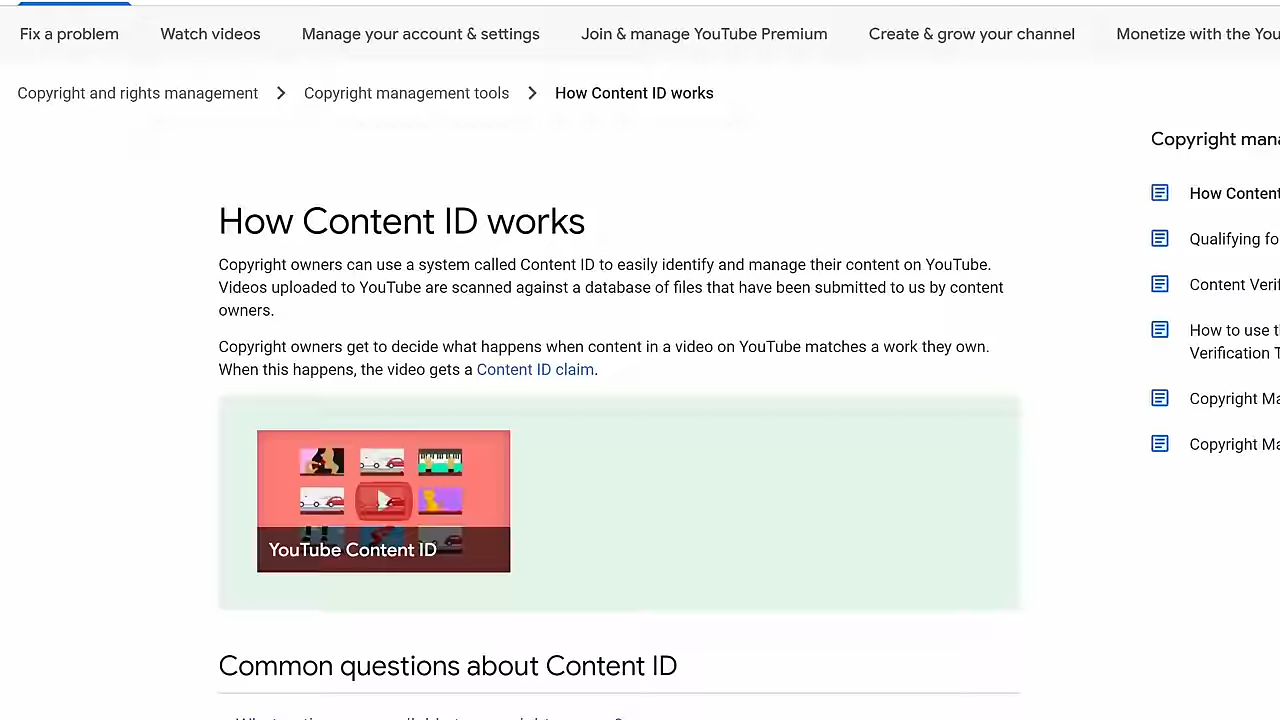 Fix a problem Watch videos Manage your account & settings Join & manage YouTube Premium Create & grow your channel Monetize with the You
Copyright and rights management > Copyright management tools > How Content ID works
How Content ID works
Copyright owners can use a system called Content ID to easily identify and manage their content on YouTube.
Videos uploaded to YouTube are scanned against a database of files that have been submitted to us by content
owners.
Copyright owners get to decide what happens when content in a video on YouTube matches a work they own.
When this happens, the video gets a Content ID claim.
YouTube Content ID
Common questions about Content ID
Copyright mana
How Content
Qualifying fo
Content Verif
How to use t
Verification T
Copyright Ma
Copyright Ma